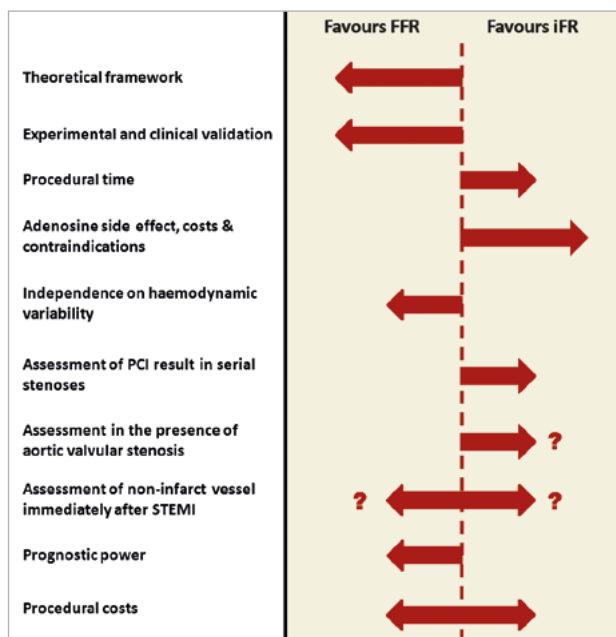 Favours FFR Favours iFR
Theoretical framework
Experimental and clinical validation
Procedural time
Adenosine side effect, costs &
contraindications
Independence on haemodynamic
variability
Assessment of PCI result in serial
stenoses
Assessment in the presence of
aortic valvular stenosis
?
Assessment of non-infarct vessel
immediately after STEMI
? ?
Prognostic power
Procedural costs